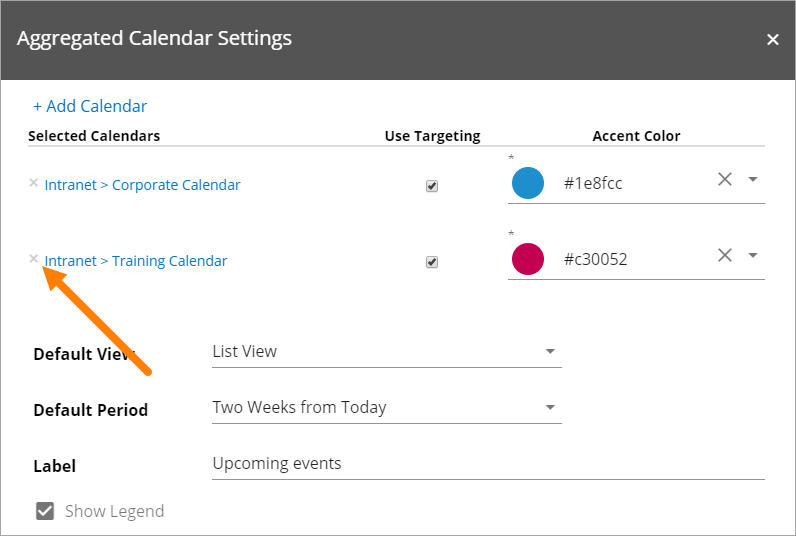 Aggregated Calendar Settings
+ Add Calendar
Selected Calendars Use Targeting Accent Color
*
Intranet > Corporate Calendar #1e8fcc
*
Intranet > Training Calendar #c30052
Default View List View
Default Period Two Weeks from Today
Label Upcoming events
Show Legend